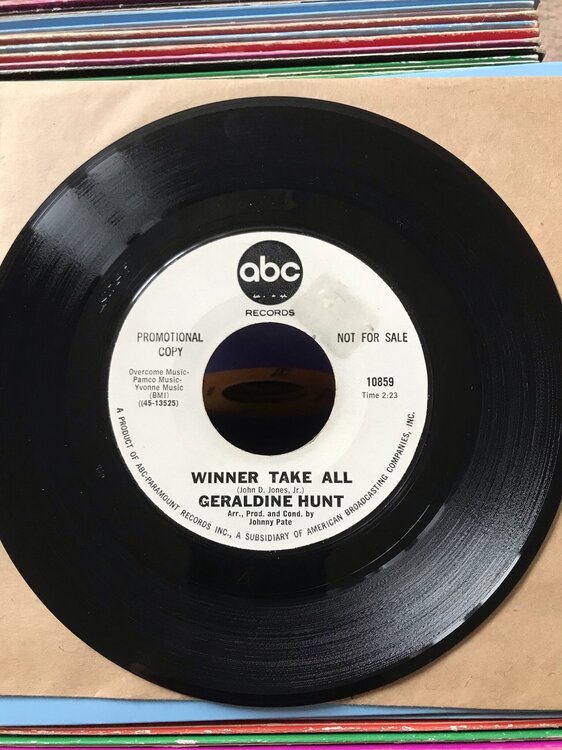 abc
RECORDS
PROMOTIONAL
COPY
NOT FOR SALE
Overcome Music-
Pamco Music-
Yvonne Music
(BMI)
((45-13525)
10859
Time 2:23
WINNER TAKE ALL
(John D. Jones, Jr.)
GERALDINE HUNT
Arr., Prod. and Cond. by
Johnny Pate
A PRODUCT OF ABC-PARAMOUNT RECORDS INC., A SUBSIDIARY OF AMERICAN BROADCASTING COMPANIES, INC.